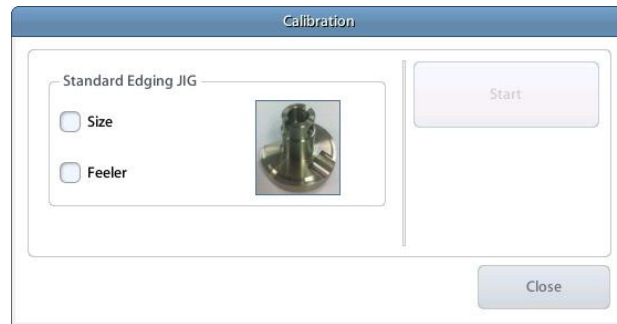 Calibration
Standard Edging JIG
Size
Feeler
Start
Close